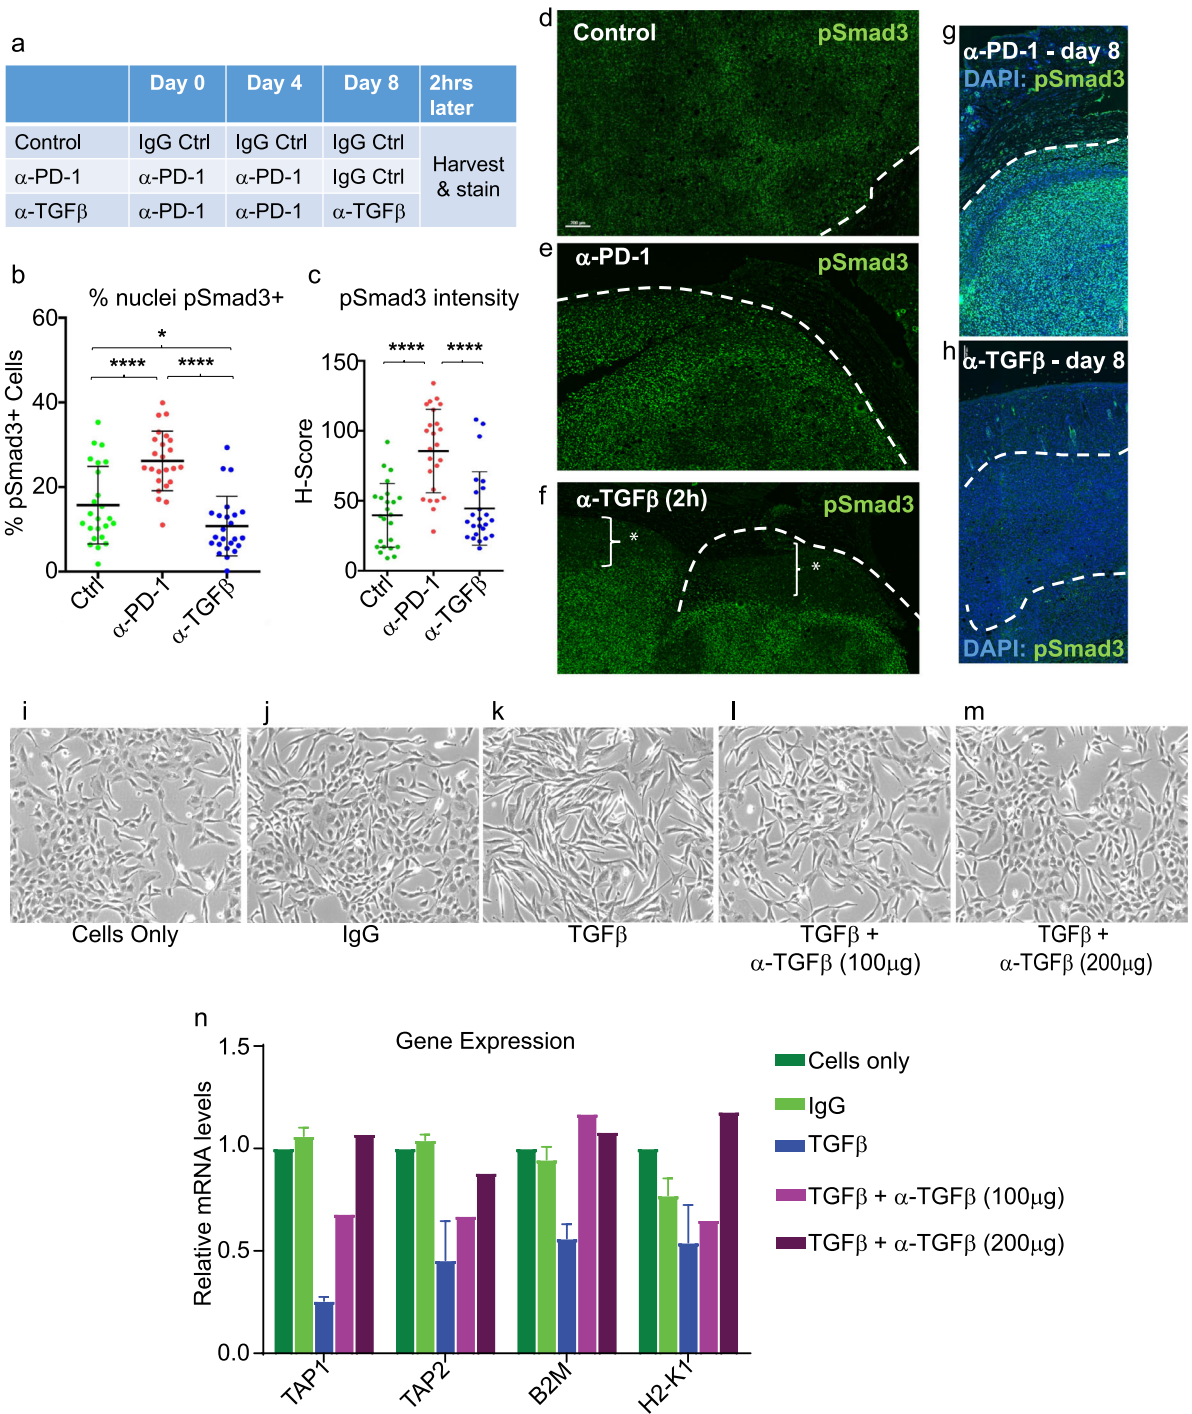 a
Day 0 Day 4 Day 8 2hrs later
Control IgG Ctrl IgG Ctrl IgG Ctrl Harvest & stain
α-PD-1 α-PD-1 α-PD-1 IgG Ctrl
α-TGFβ α-PD-1 α-PD-1 α-TGFβ
b
% nuclei pSmad3+
% pSmad3+ Cells
60
40
20
0
*
**** ****
Ctrl α-PD-1 α-TGFβ
c
pSmad3 intensity
H-Score
150
100
50
0
**** ****
Ctrl α-PD-1 α-TGFβ
d
Control pSmad3
e
α-PD-1 pSmad3
f
α-TGFβ (2h) pSmad3
*
*
g
α-PD-1 - day 8
DAPI: pSmad3
h
α-TGFβ - day 8
DAPI: pSmad3
i
Cells Only
j
IgG
k
TGFβ
l
TGFβ +
α-TGFβ (100μg)
m
TGFβ +
α-TGFβ (200μg)
n
Gene Expression
Relative mRNA levels
1.5
1.0
0.5
0.0
TAP1 TAP2 B2M H2-K1
Cells only
IgG
TGFβ
TGFβ + α-TGFβ (100μg)
TGFβ + α-TGFβ (200μg)